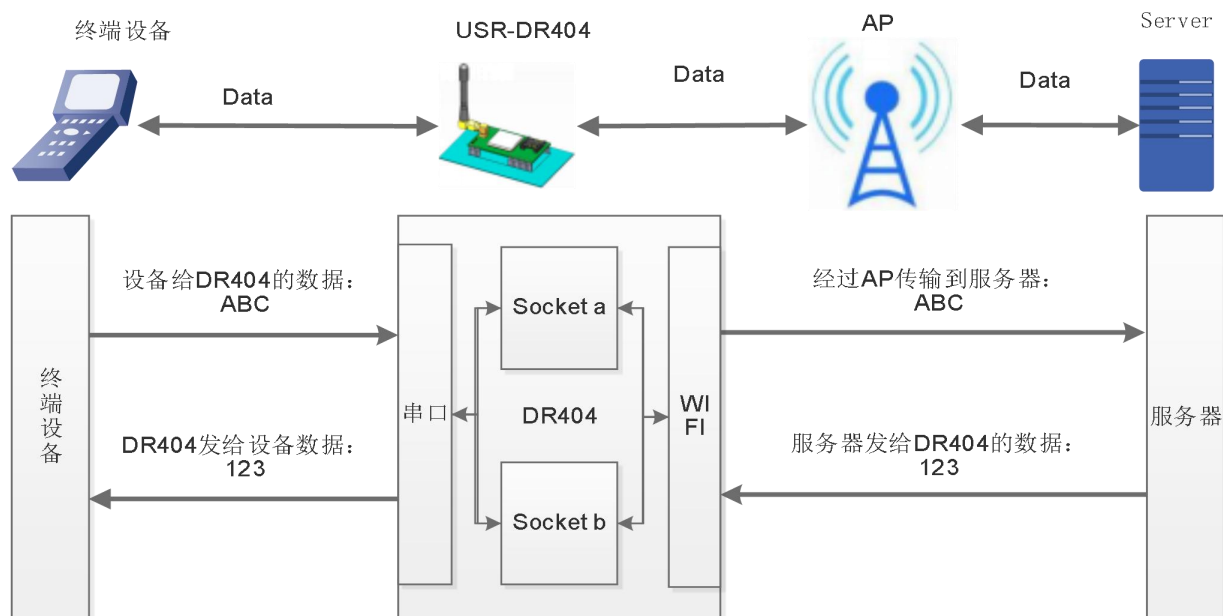 终端设备
USR-DR404
AP
Server
Data
Data
Data
设备给DR404的数据:
ABC
经过AP传输到服务器:
ABC
Socket a
终端设备
串口
DR404
WI
FI
服务器
DR404发给设备数据:
123
服务器发给DR404的数据:
123
Socket b